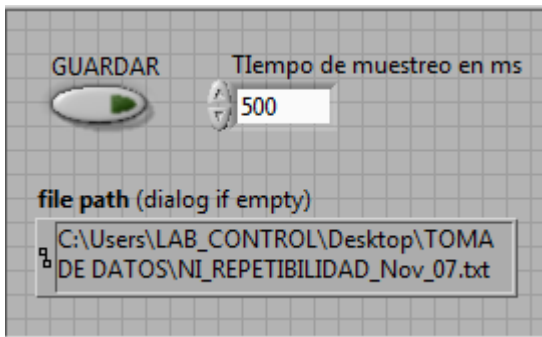 GUARDAR
TIempo de muestreo en ms
500
file path (dialog if empty)
C:\Users\LAB_CONTROL\Desktop\TOMA
DE DATOS\NI_REPETIBILIDAD_Nov_07.txt